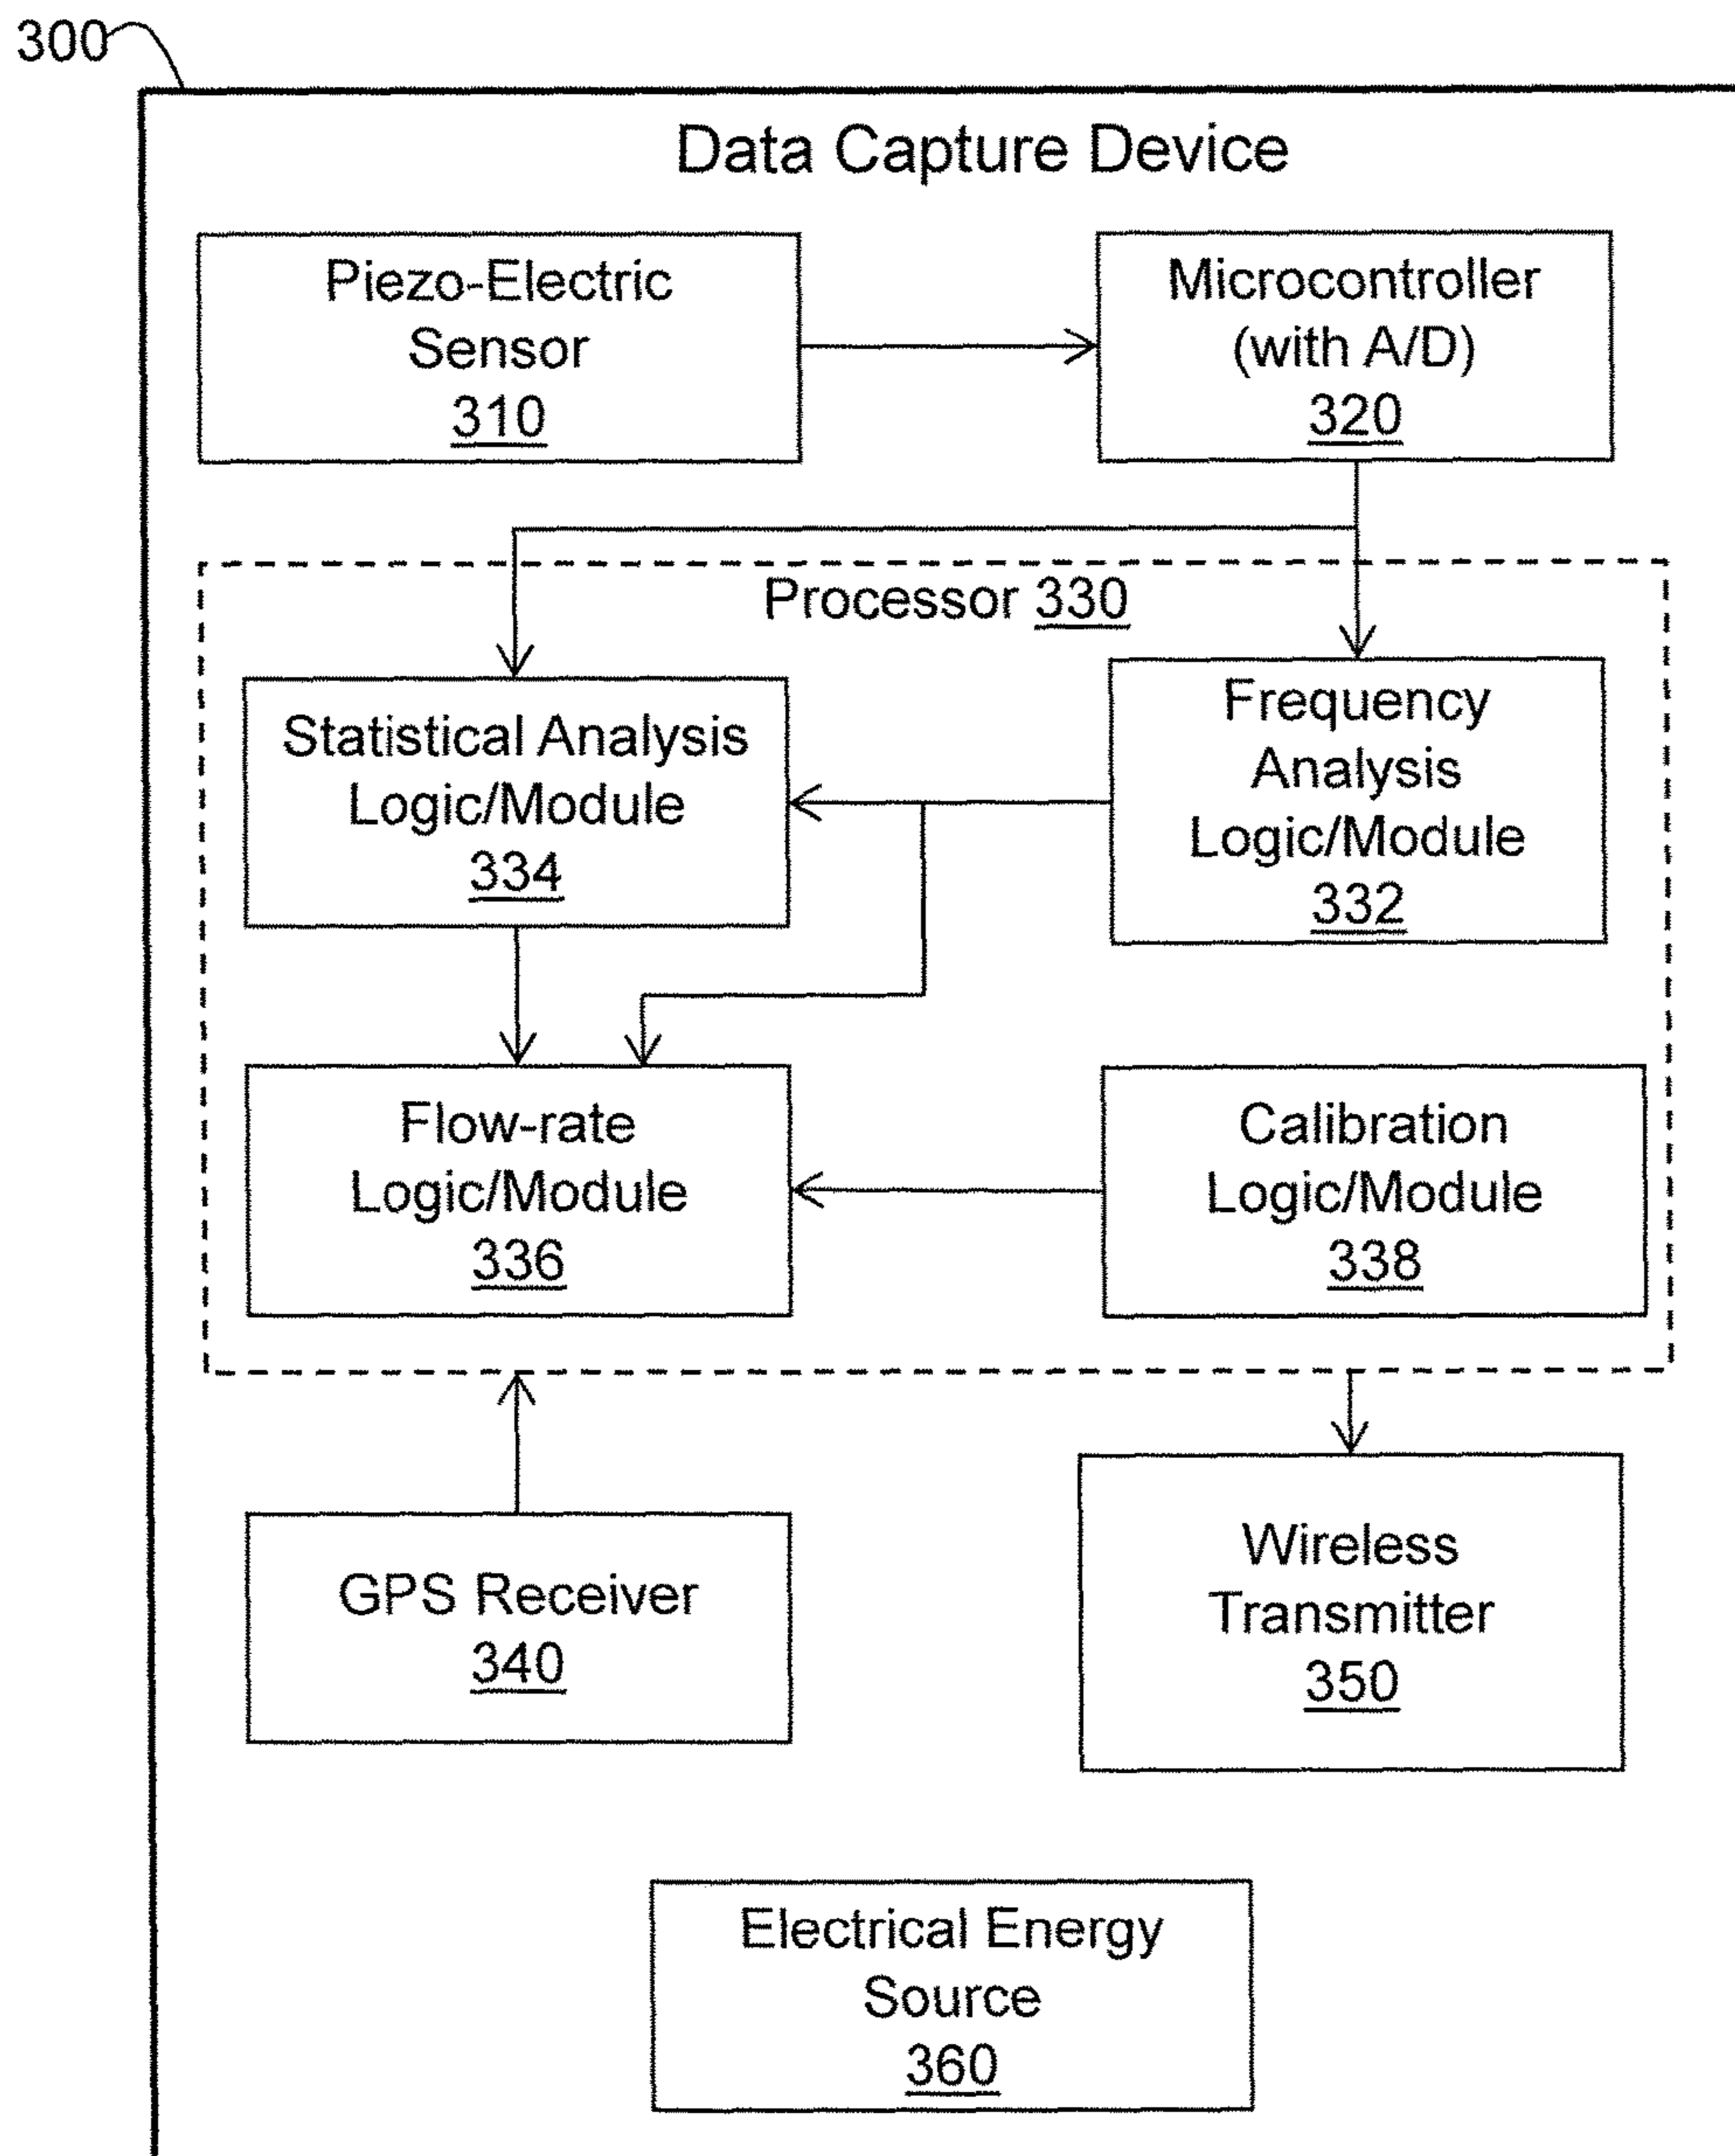 300
Data Capture Device
Piezo-Electric
Sensor
310
Microcontroller
(with A/D)
320
Processor 330
Statistical Analysis
Logic/Module
334
Frequency
Analysis
Logic/Module
332
Flow-rate
Logic/Module
336
Calibration
Logic/Module
338
GPS Receiver
340
Wireless
Transmitter
350
Electrical Energy
Source
360